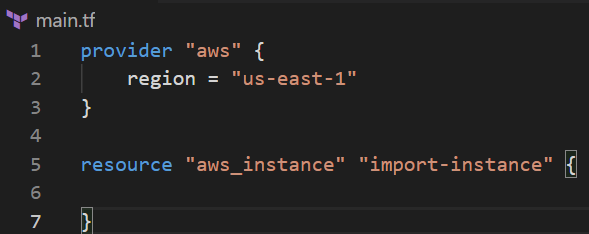 main.tf
1 provider "aws" {
2 region = "us-east-1"
3 }
4
5 resource "aws_instance" "import-instance" {
6
7 }